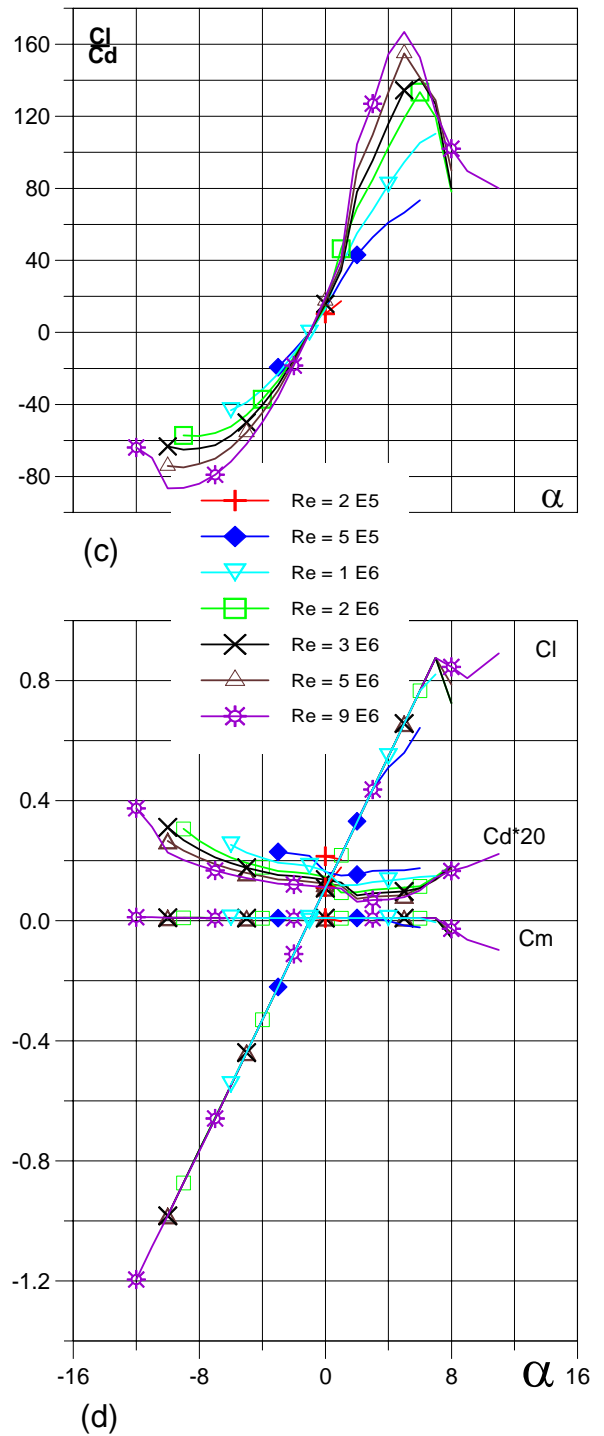 Cl
Cd
160
120
80
40
0
-40
-80
α
(c)
Re = 2 E5
Re = 5 E5
Re = 1 E6
Re = 2 E6
Re = 3 E6
Re = 5 E6
Re = 9 E6
Cl
0.8
0.4
Cd*20
0.0
Cm
-0.4
-0.8
-1.2
-16 -8 0 8 16
α
(d)